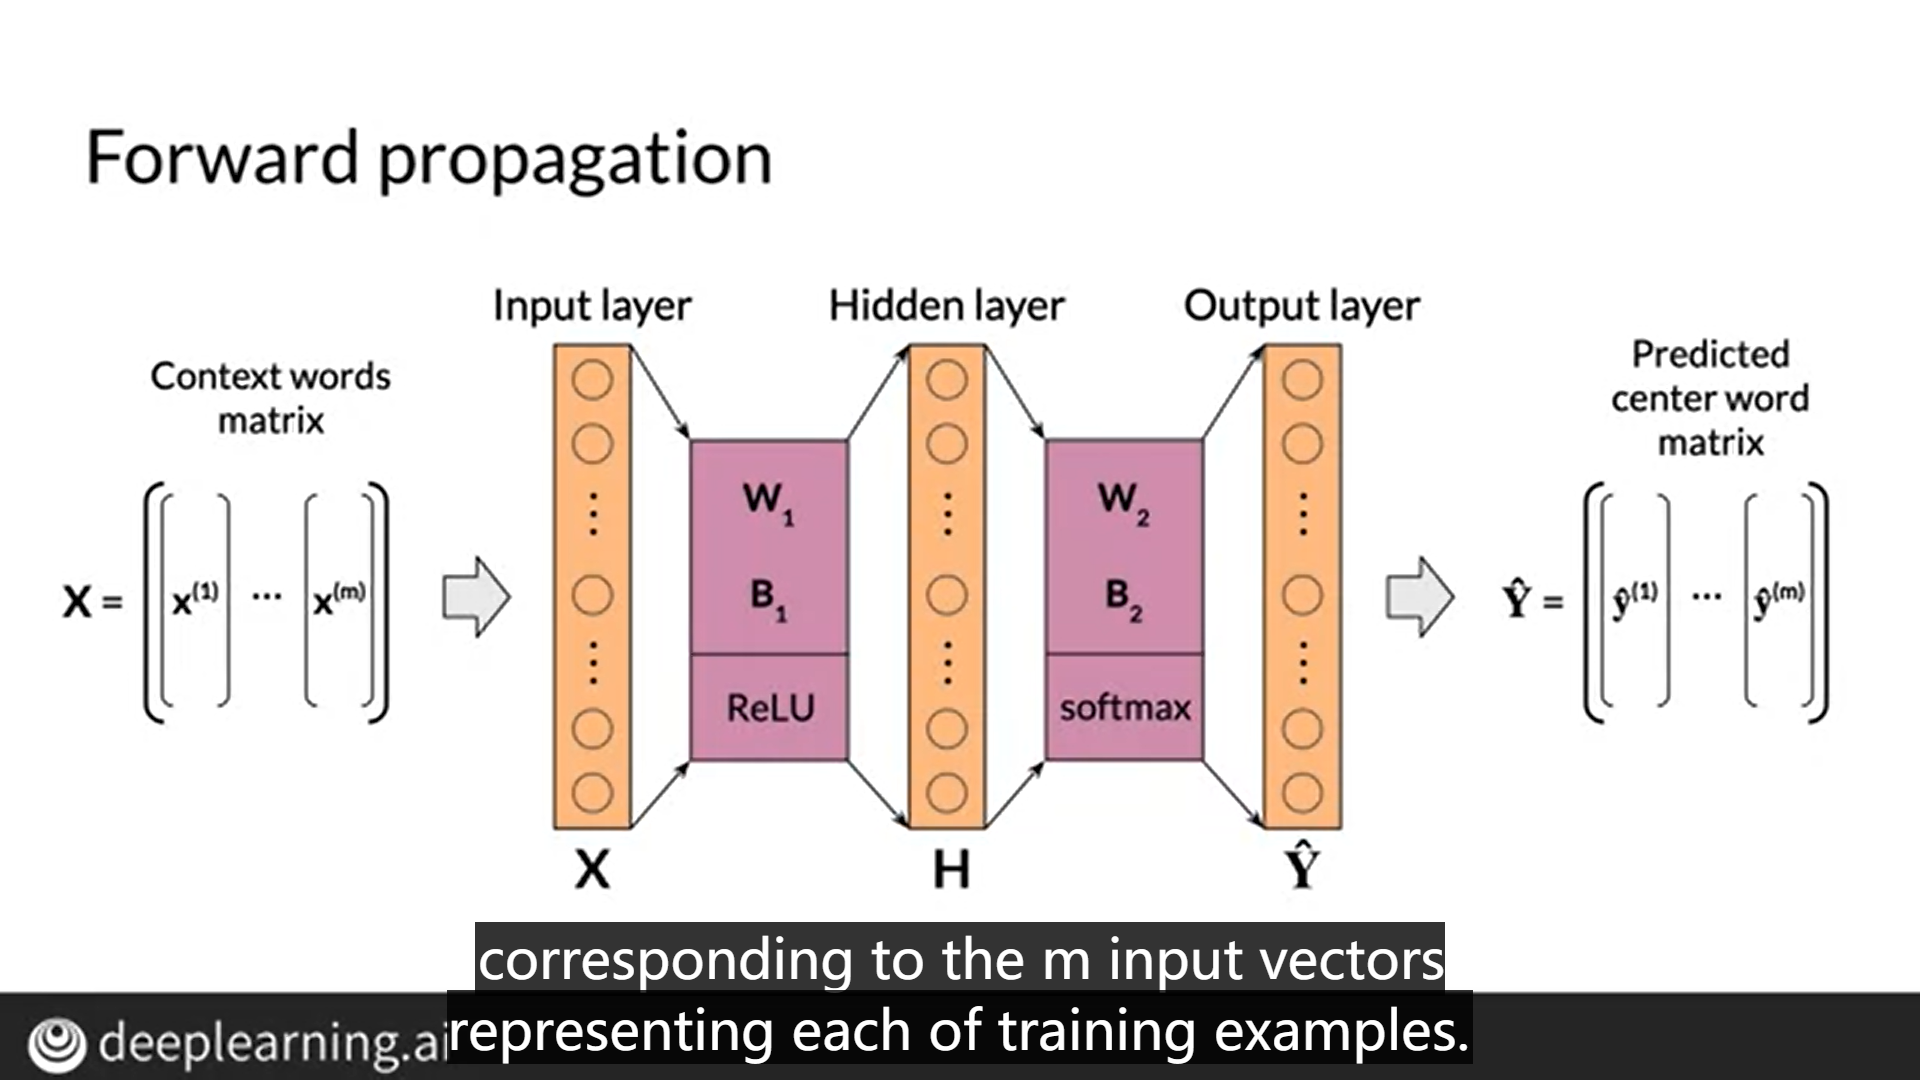 Forward propagation
Input layer
Hidden layer
Output layer
Context words
matrix
Predicted
center word
matrix
X = x(1) ... x(m)
W1
B1
ReLU
W2
B2
softmax
Ŷ = ŷ(1) ... ŷ(m)
X
H
Ŷ
corresponding to the m input vectors
representing each of training examples.
deeplearning.ai